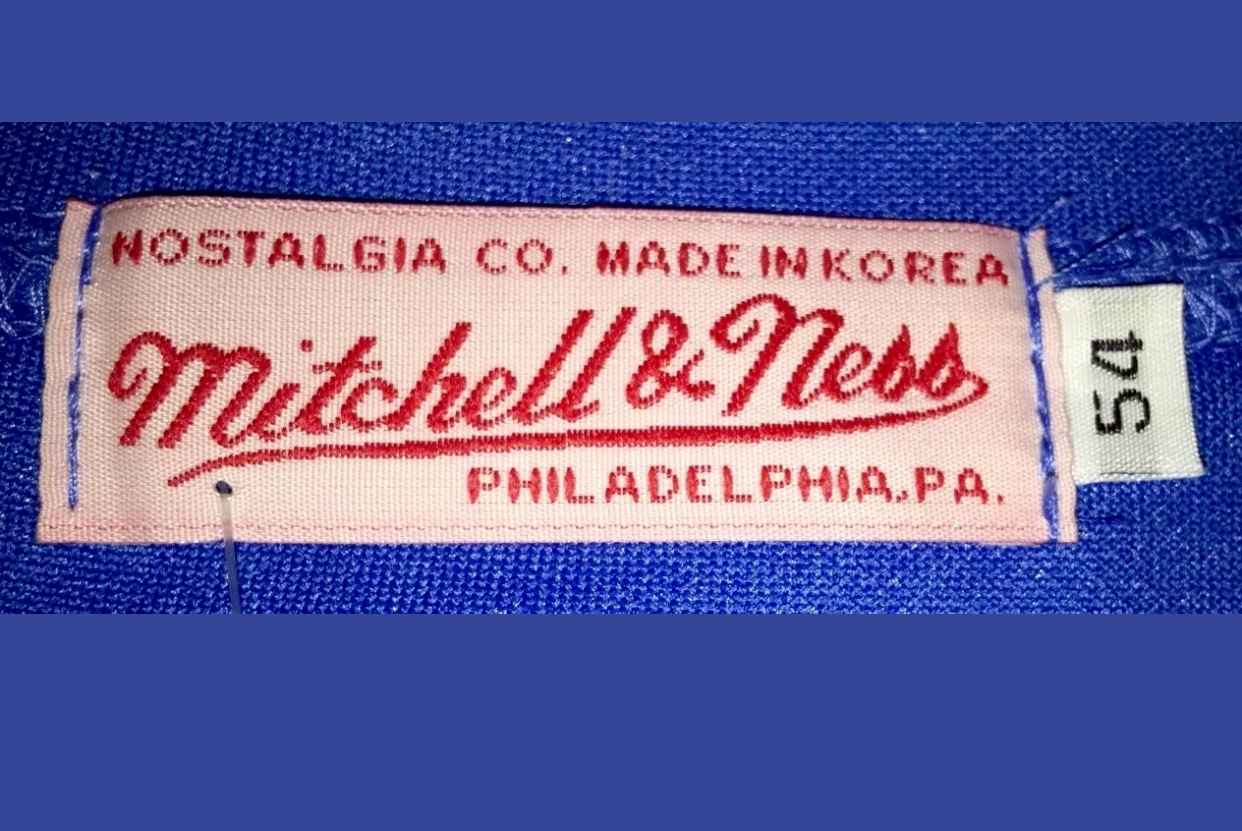 NOSTALGIA CO. MADE IN KOREA
Mitchell & Ness
PHILADELPHIA, PA.
54